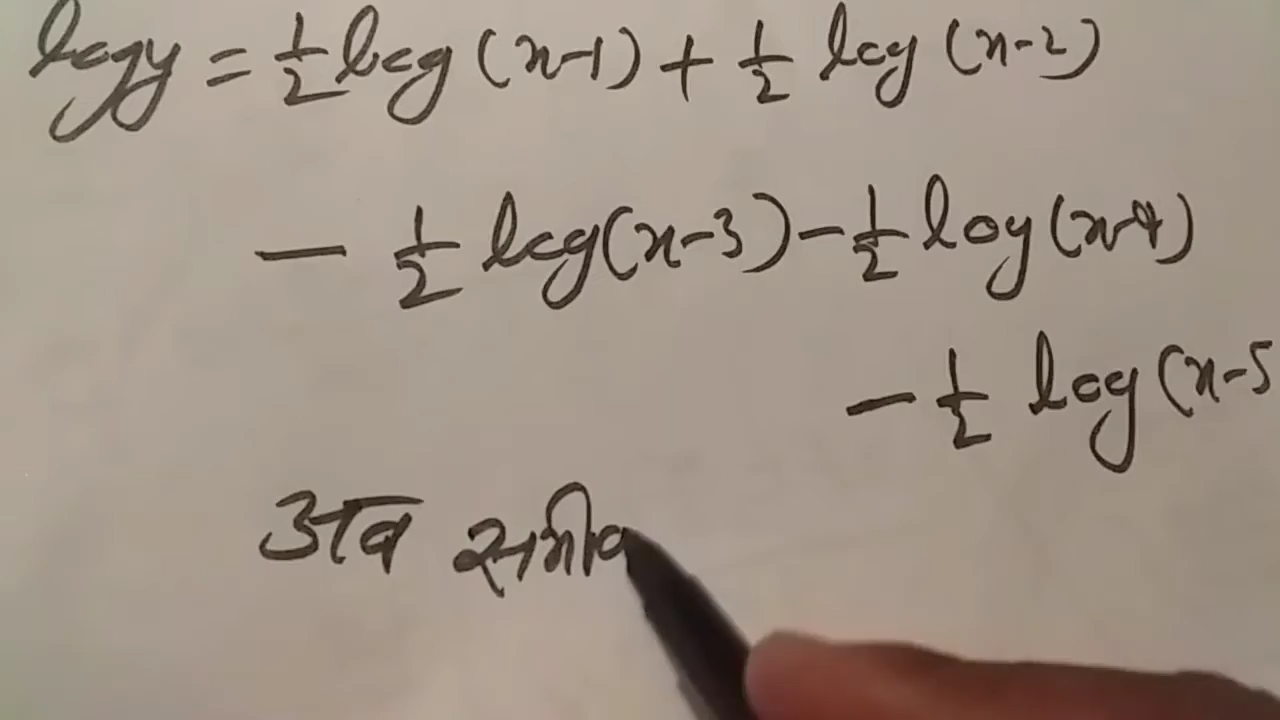 log y = 1/2 log (x-1) + 1/2 log (x-2)
- 1/2 log (x-3) - 1/2 log (x-4)
- 1/2 log (x-5
अब